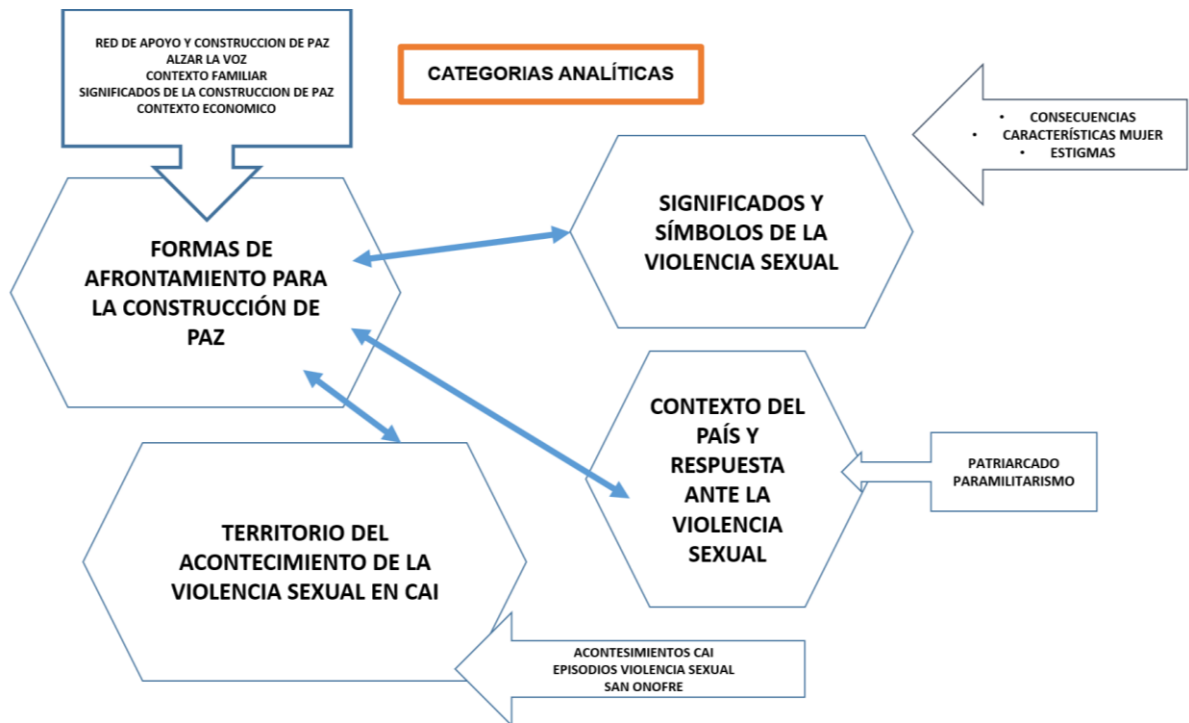 RED DE APOYO Y CONSTRUCCION DE PAZ
ALZAR LA VOZ
CONTEXTO FAMILIAR
SIGNIFICADOS DE LA CONSTRUCCION DE PAZ
CONTEXTO ECONOMICO
CATEGORIAS ANALÍTICAS
• CONSECUENCIAS
• CARACTERÍSTICAS MUJER
• ESTIGMAS
FORMAS DE
AFRONTAMIENTO PARA
LA CONSTRUCCIÓN DE
PAZ
SIGNIFICADOS Y
SÍMBOLOS DE LA
VIOLENCIA SEXUAL
CONTEXTO DEL
PAÍS Y
RESPUESTA
ANTE LA
VIOLENCIA
SEXUAL
PATRIARCADO
PARAMILITARISMO
TERRITORIO DEL
ACONTECIMIENTO DE LA
VIOLENCIA SEXUAL EN CAI
ACONTESIMIENTOS CAI
EPISODIOS VIOLENCIA SEXUAL
SAN ONOFRE